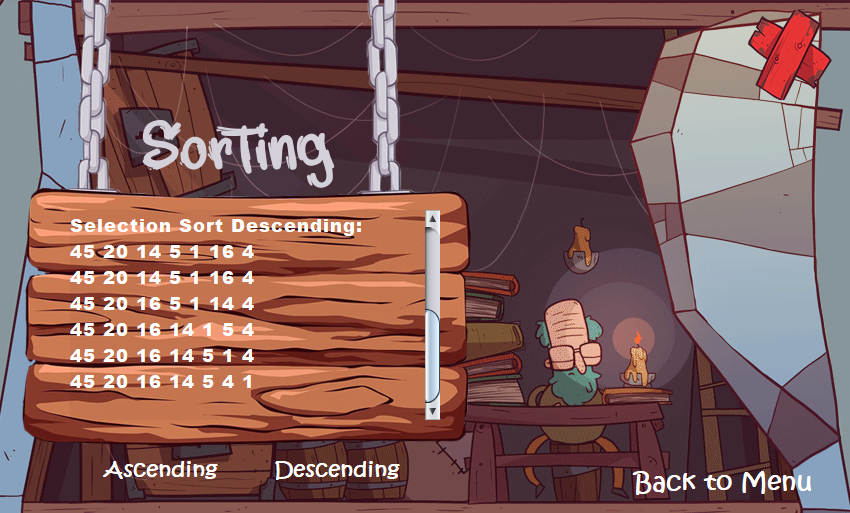 Sorting
Selection Sort Descending:
45 20 14 5 1 16 4
45 20 14 5 1 16 4
45 20 16 5 1 14 4
45 20 16 14 1 5 4
45 20 16 14 5 1 4
45 20 16 14 5 4 1
Ascending Descending
Back to Menu